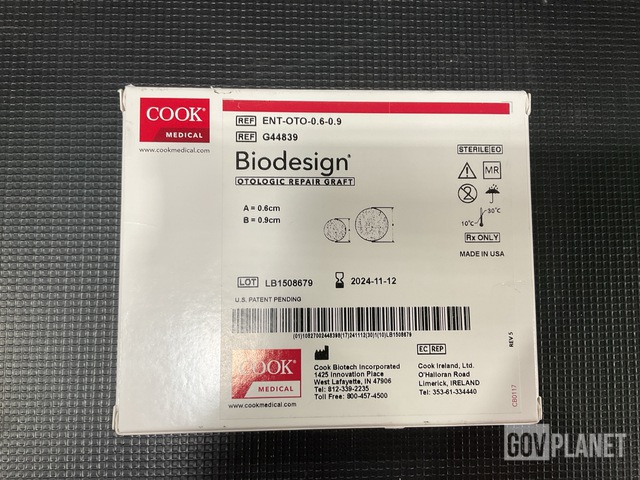 COOK®
MEDICAL
www.cookmedical.com
REF ENT-OTO-0.6-0.9
REF G44839
Biodesign®
OTOLOGIC REPAIR GRAFT
A = 0.6cm
B = 0.9cm
STERILE EO
MR
2
30°C
10°C
Rx ONLY
MADE IN USA
LOT LB1508679
2024-11-12
U.S. PATENT PENDING
REV 5
COOK®
MEDICAL
www.cookmedical.com
Cook Biotech Incorporated
1425 Innovation Place
West Lafayette, IN 47906
Tel: 812-339-2235
Toll Free: 800-457-4500
EC REP
Cook Ireland, Ltd.
O'Halloran Road
Limerick, IRELAND
Tel: 353-61-334440
CB0117
GOVPLANET